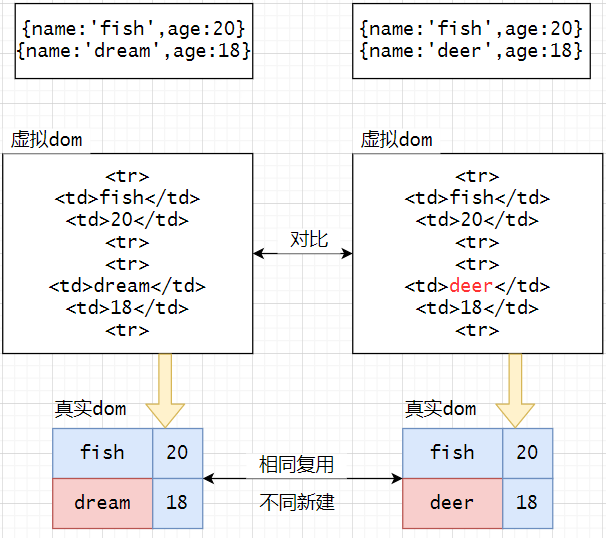 {name:'fish',age:20}
{name:'dream',age:18}
{name:'fish',age:20}
{name:'deer',age:18}
虚拟dom
<tr>
<td>fish</td>
<td>20</td>
<tr>
<tr>
<td>dream</td>
<td>18</td>
<tr>
对比
虚拟dom
<tr>
<td>fish</td>
<td>20</td>
<tr>
<tr>
<td>deer</td>
<td>18</td>
<tr>
真实dom
fish 20
dream 18
相同复用
不同新建
真实dom
fish 20
deer 18